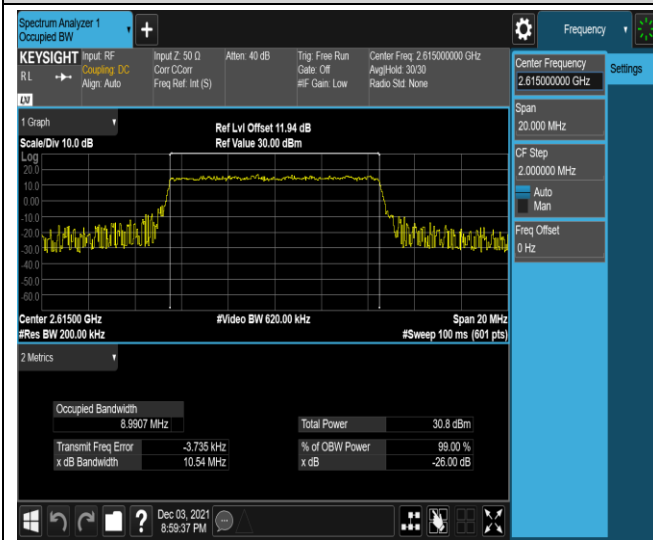 Spectrum Analyzer 1
Occupied BW
+
Frequency
KEYSIGHT
Input: RF
Coupling: DC
Align: Auto
Input Z: 50 Ω
Corr CCorr
Freq Ref: Int (S)
Atten: 40 dB
Trig: Free Run
Gate: Off
#IF Gain: Low
Center Freq: 2.615000000 GHz
Avg|Hold: 30/30
Radio Std: None
R L
LXI
Center Frequency
2.615000000 GHz
Settings
Span
20.000 MHz
CF Step
2.000000 MHz
Auto
Man
Freq Offset
0 Hz
1 Graph
Scale/Div 10.0 dB
Ref Lvl Offset 11.94 dB
Ref Value 30.00 dBm
Log
20.0
10.0
0.00
-10.0
-20.0
-30.0
-40.0
-50.0
-60.0
Center 2.61500 GHz
#Video BW 620.00 kHz
Span 20 MHz
#Res BW 200.00 kHz
#Sweep 100 ms (601 pts)
2 Metrics
Occupied Bandwidth
8.9907 MHz
Total Power 30.8 dBm
Transmit Freq Error -3.735 kHz
% of OBW Power 99.00 %
x dB Bandwidth 10.54 MHz
x dB -26.00 dB
?
Dec 03, 2021
8:59:37 PM